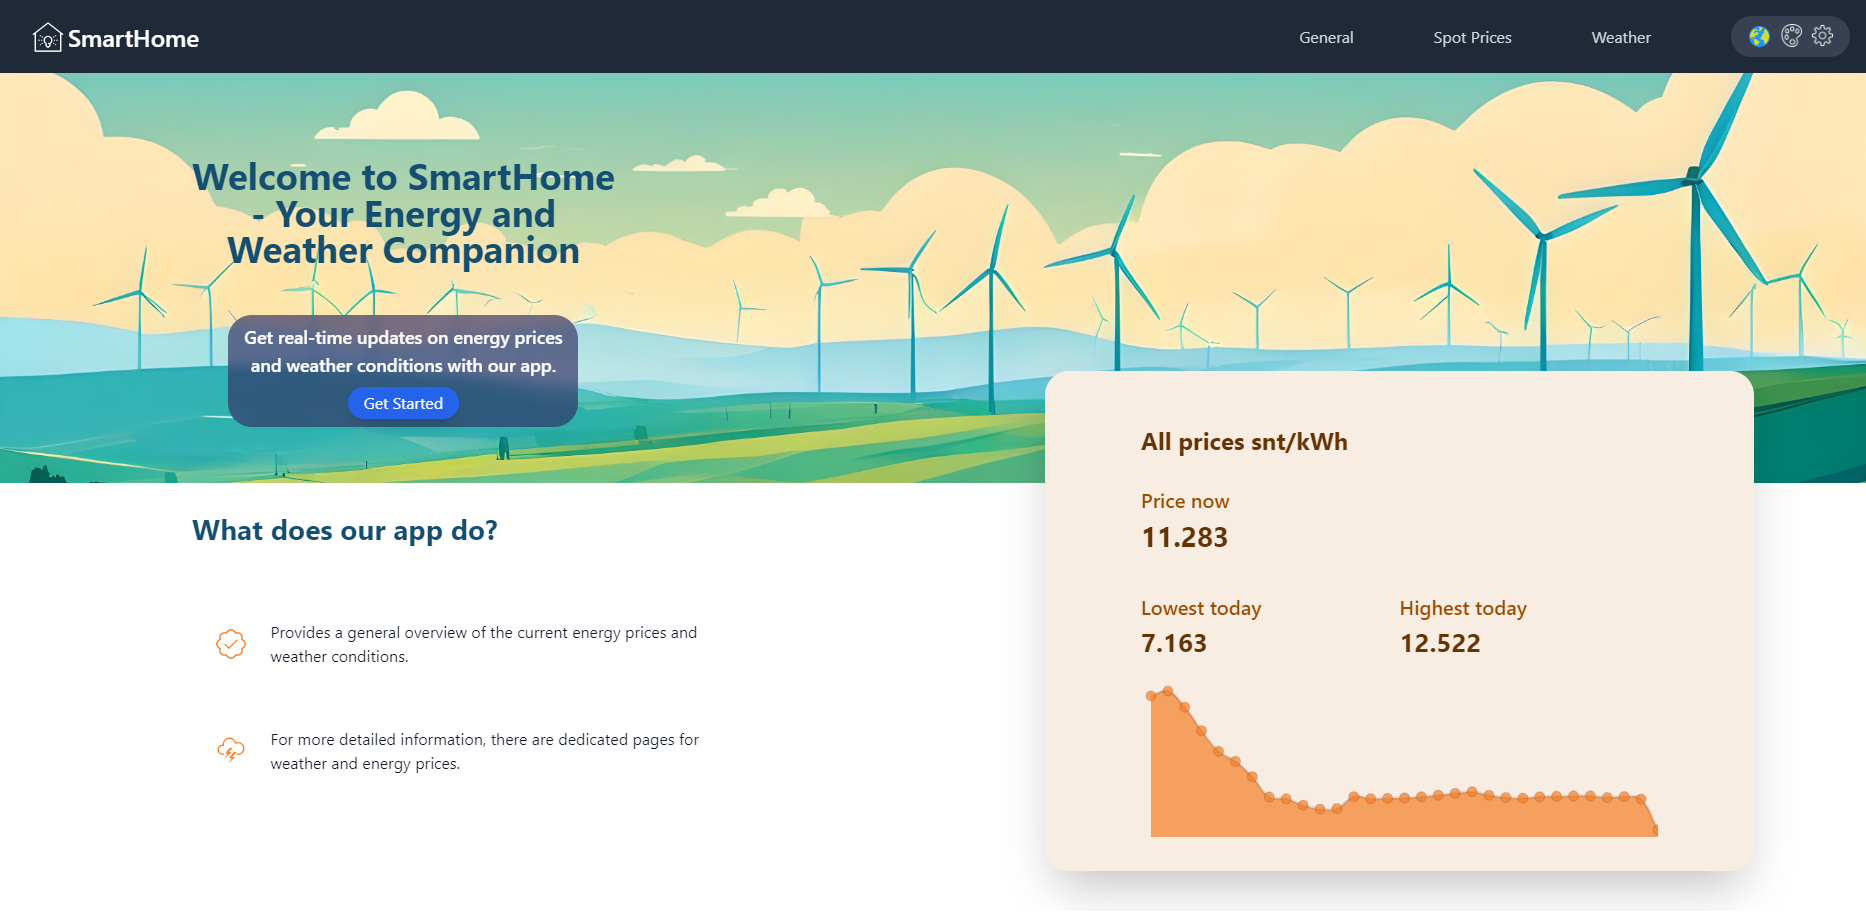 SmartHome
General
Spot Prices
Weather
Welcome to SmartHome
- Your Energy and
Weather Companion
Get real-time updates on energy prices
and weather conditions with our app.
Get Started
What does our app do?
Provides a general overview of the current energy prices and
weather conditions.
For more detailed information, there are dedicated pages for
weather and energy prices.
All prices snt/kWh
Price now
11.283
Lowest today
7.163
Highest today
12.522